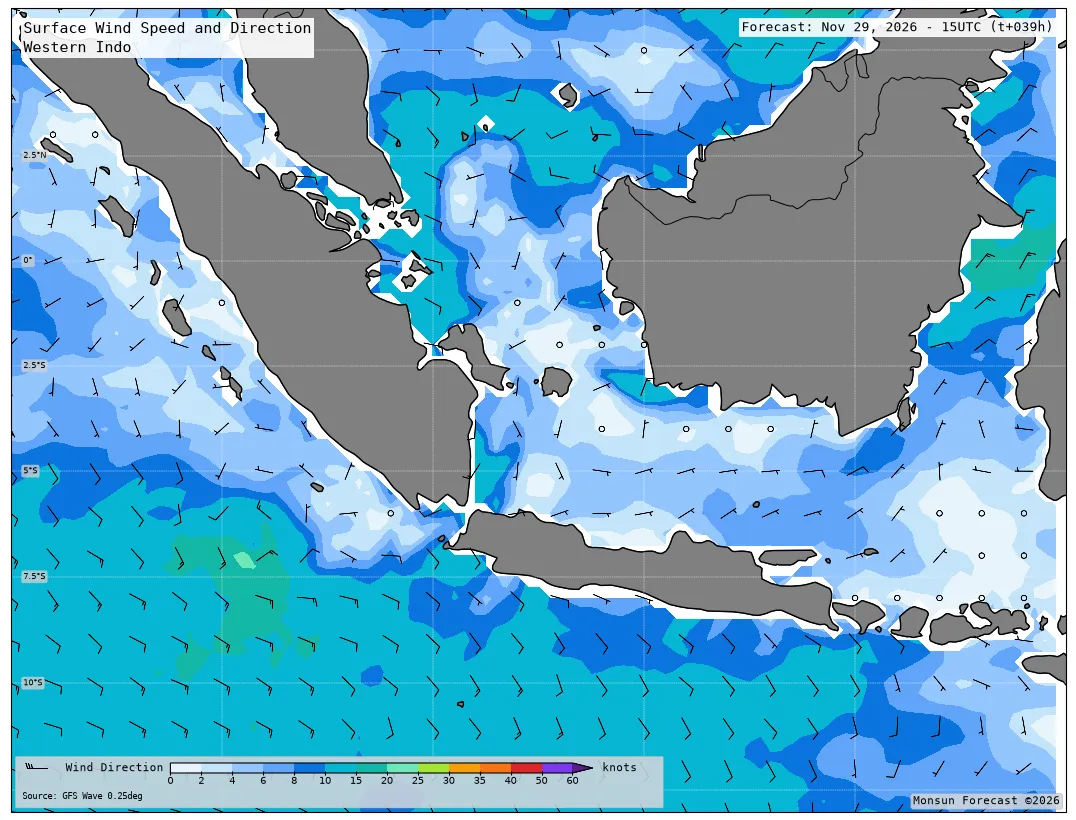 Surface Wind Speed and Direction
Western Indo
Forecast: Nov 29, 2026 - 15UTC (t+039h)
2.5°N
0°
2.5°S
5°S
7.5°S
10°S
Wind Direction
0 2 4 6 8 10 15 20 25 30 40 50 60
knots
Source: GFS Wave 0.25deg
Monsun Forecast ©2026